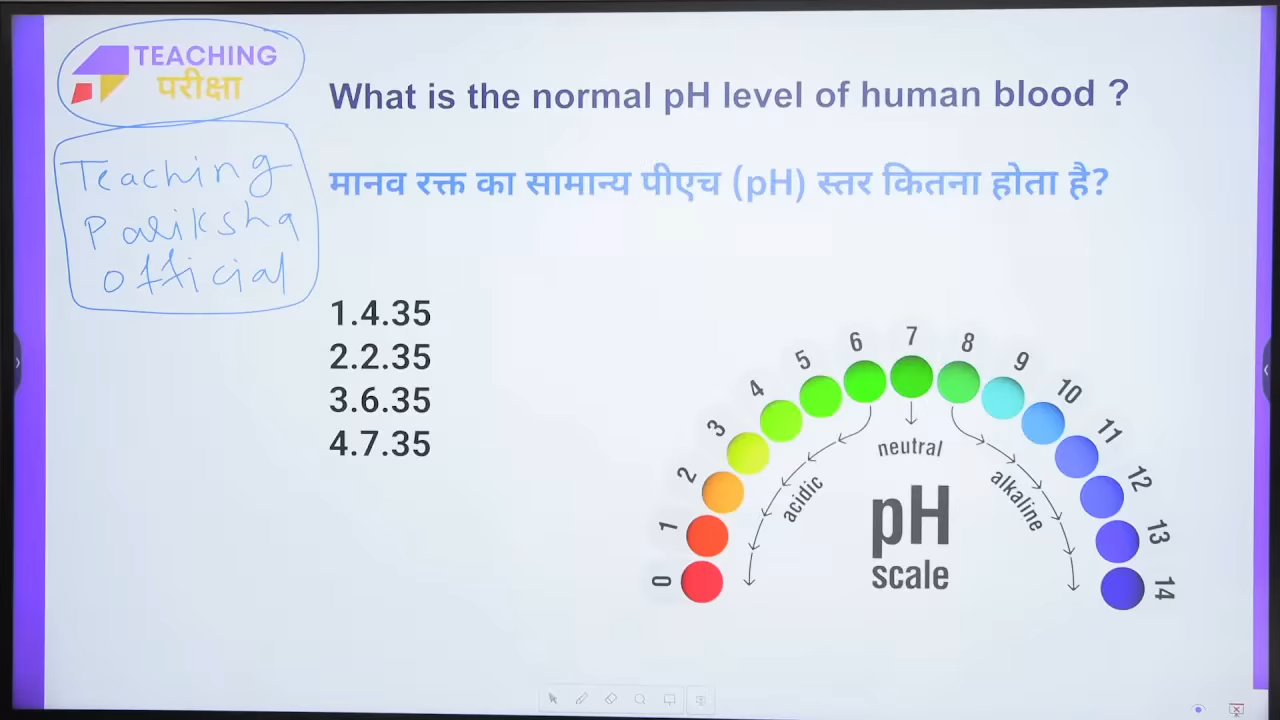 TEACHING
परीक्षा
Teaching
Pariksha
Official
What is the normal pH level of human blood ?
मानव रक्त का सामान्य पीएच (pH) स्तर कितना होता है?
1.4.35
2.2.35
3.6.35
4.7.35
0
1
2
3
4
5
6
7
8
9
10
11
12
13
14
neutral
acidic
alkaline
pH
scale